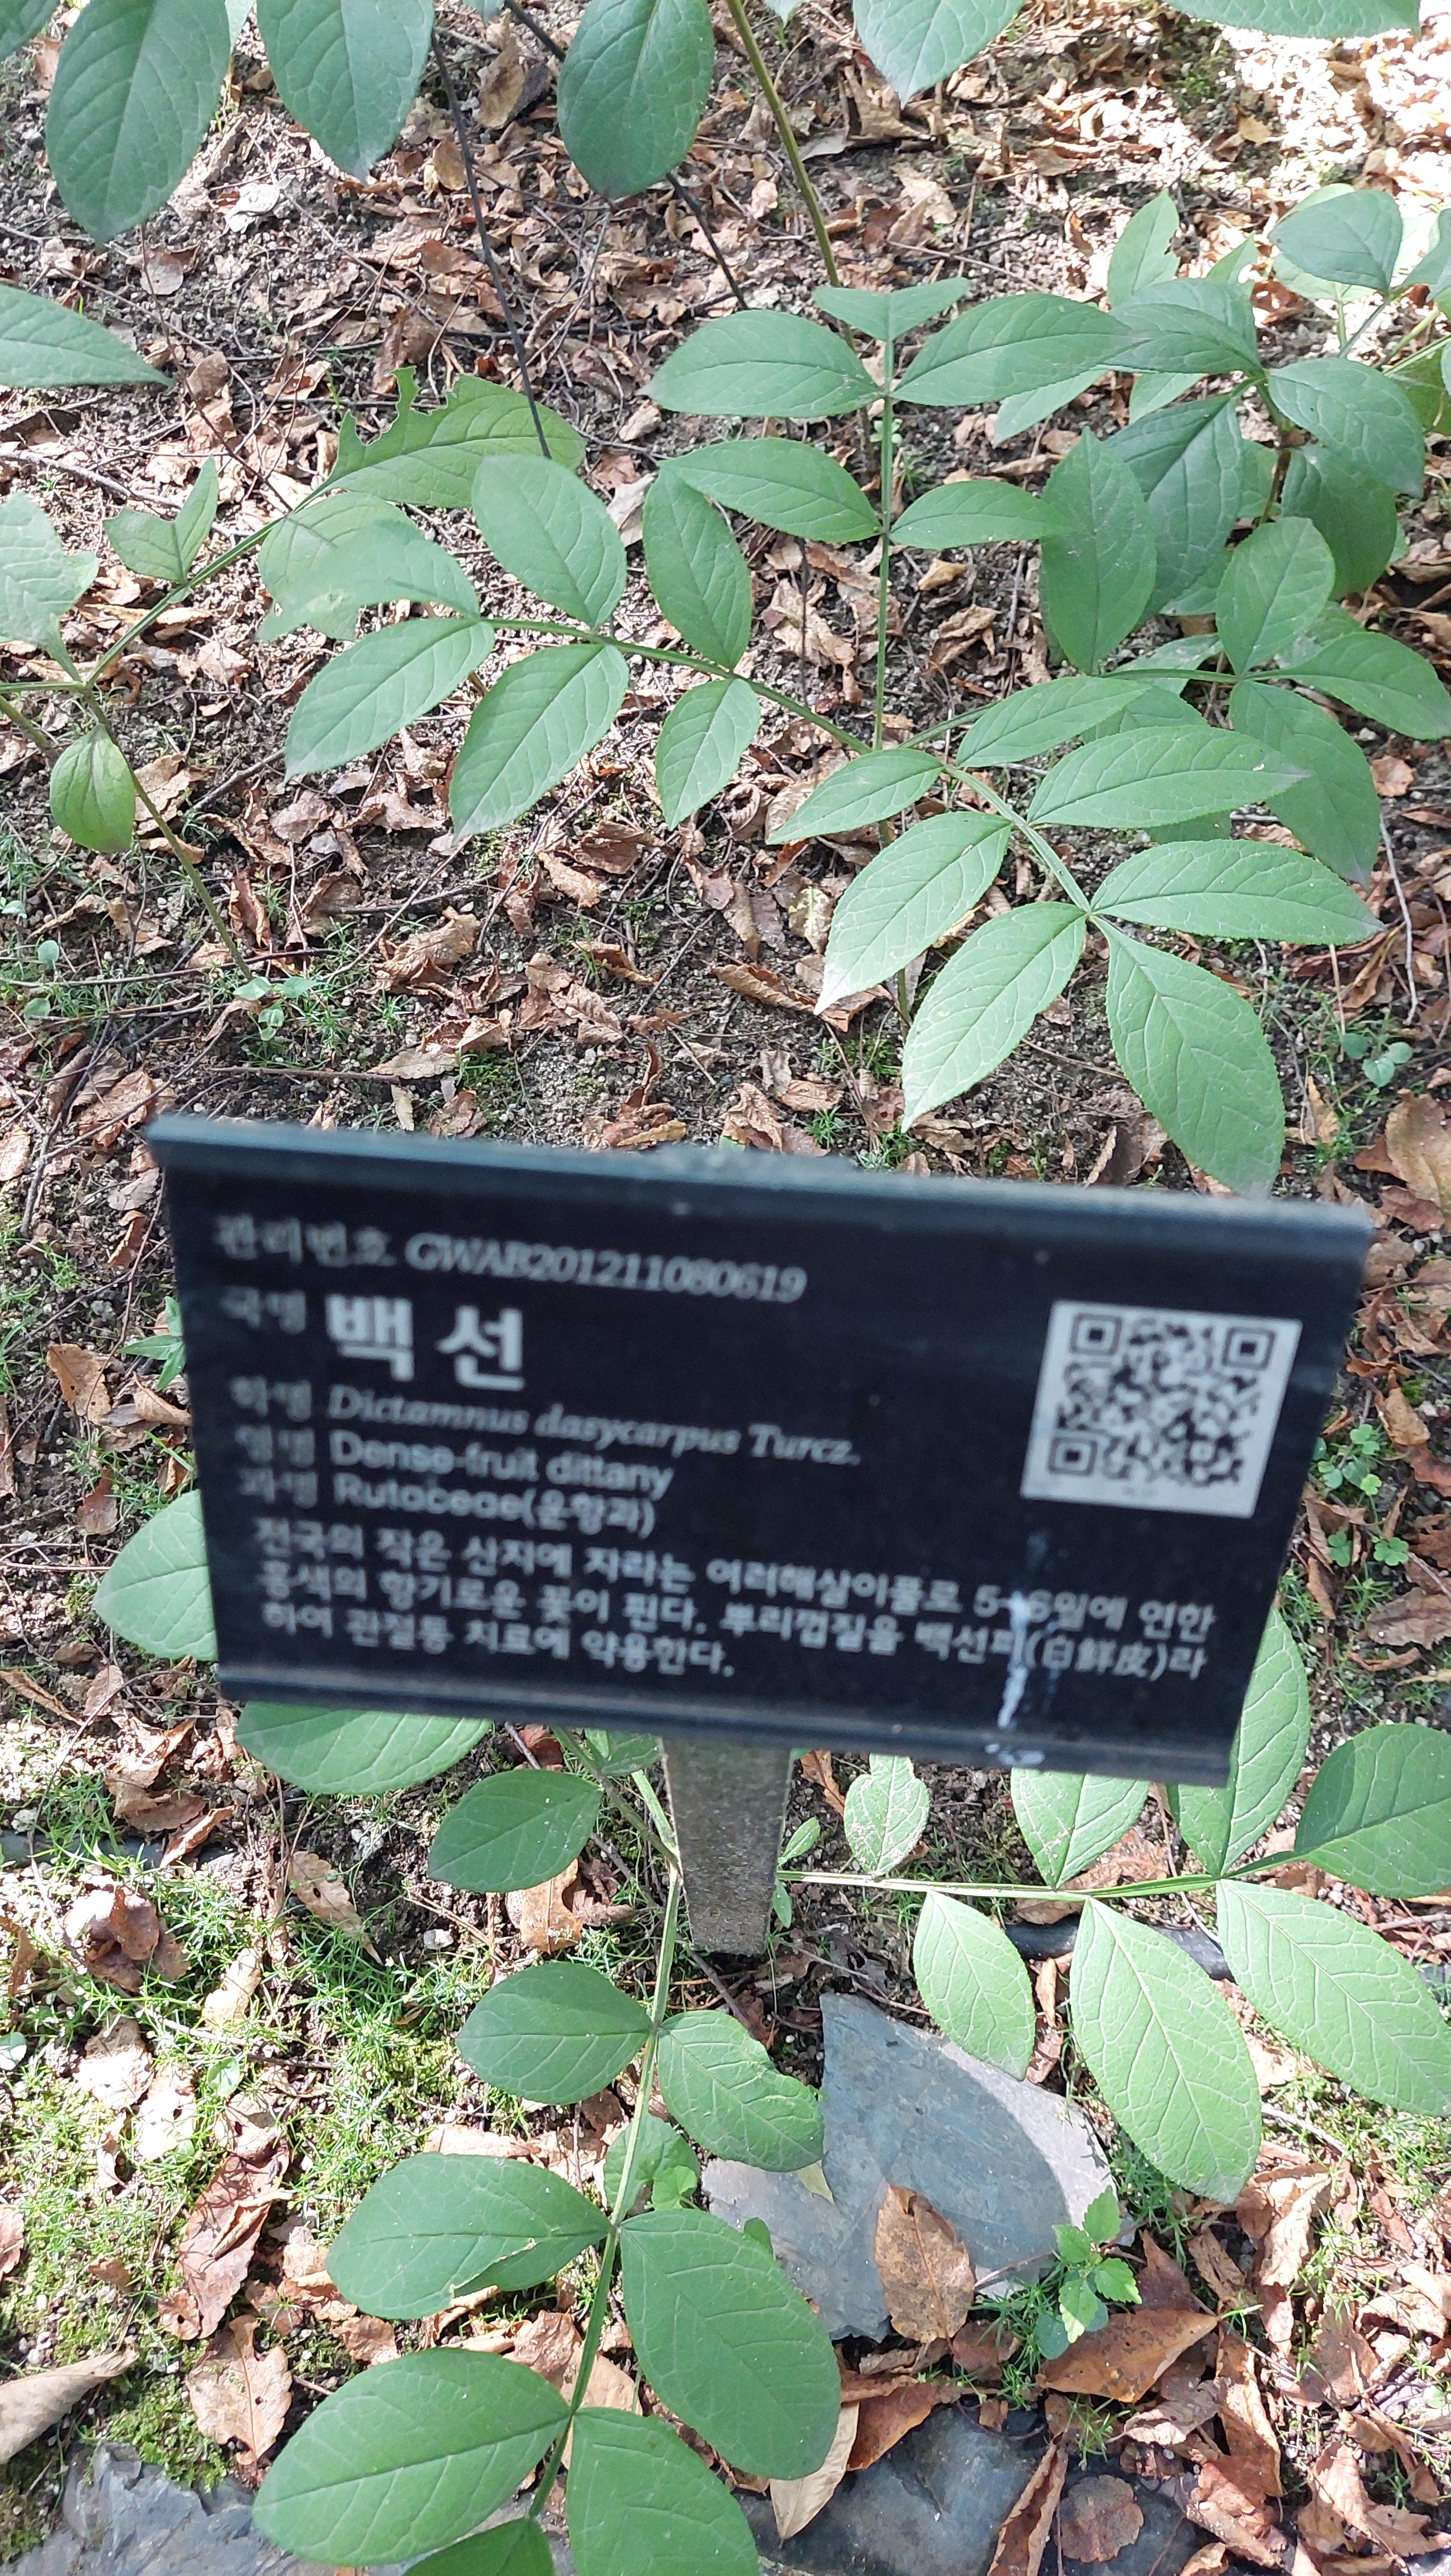 관리번호 GWAB201211080619
국명 백 선
학명 Dictamnus dasycarpus Turcz.
영명 Dense-fruit dittany
과명 Rutaceae(운향과)
전국의 작은 산지에 자라는 여러해살이풀로 5~6월에 연한
홍색의 향기로운 꽃이 핀다. 뿌리껍질을 백선피(白鮮皮)라
하여 관절통 치료에 약용한다.